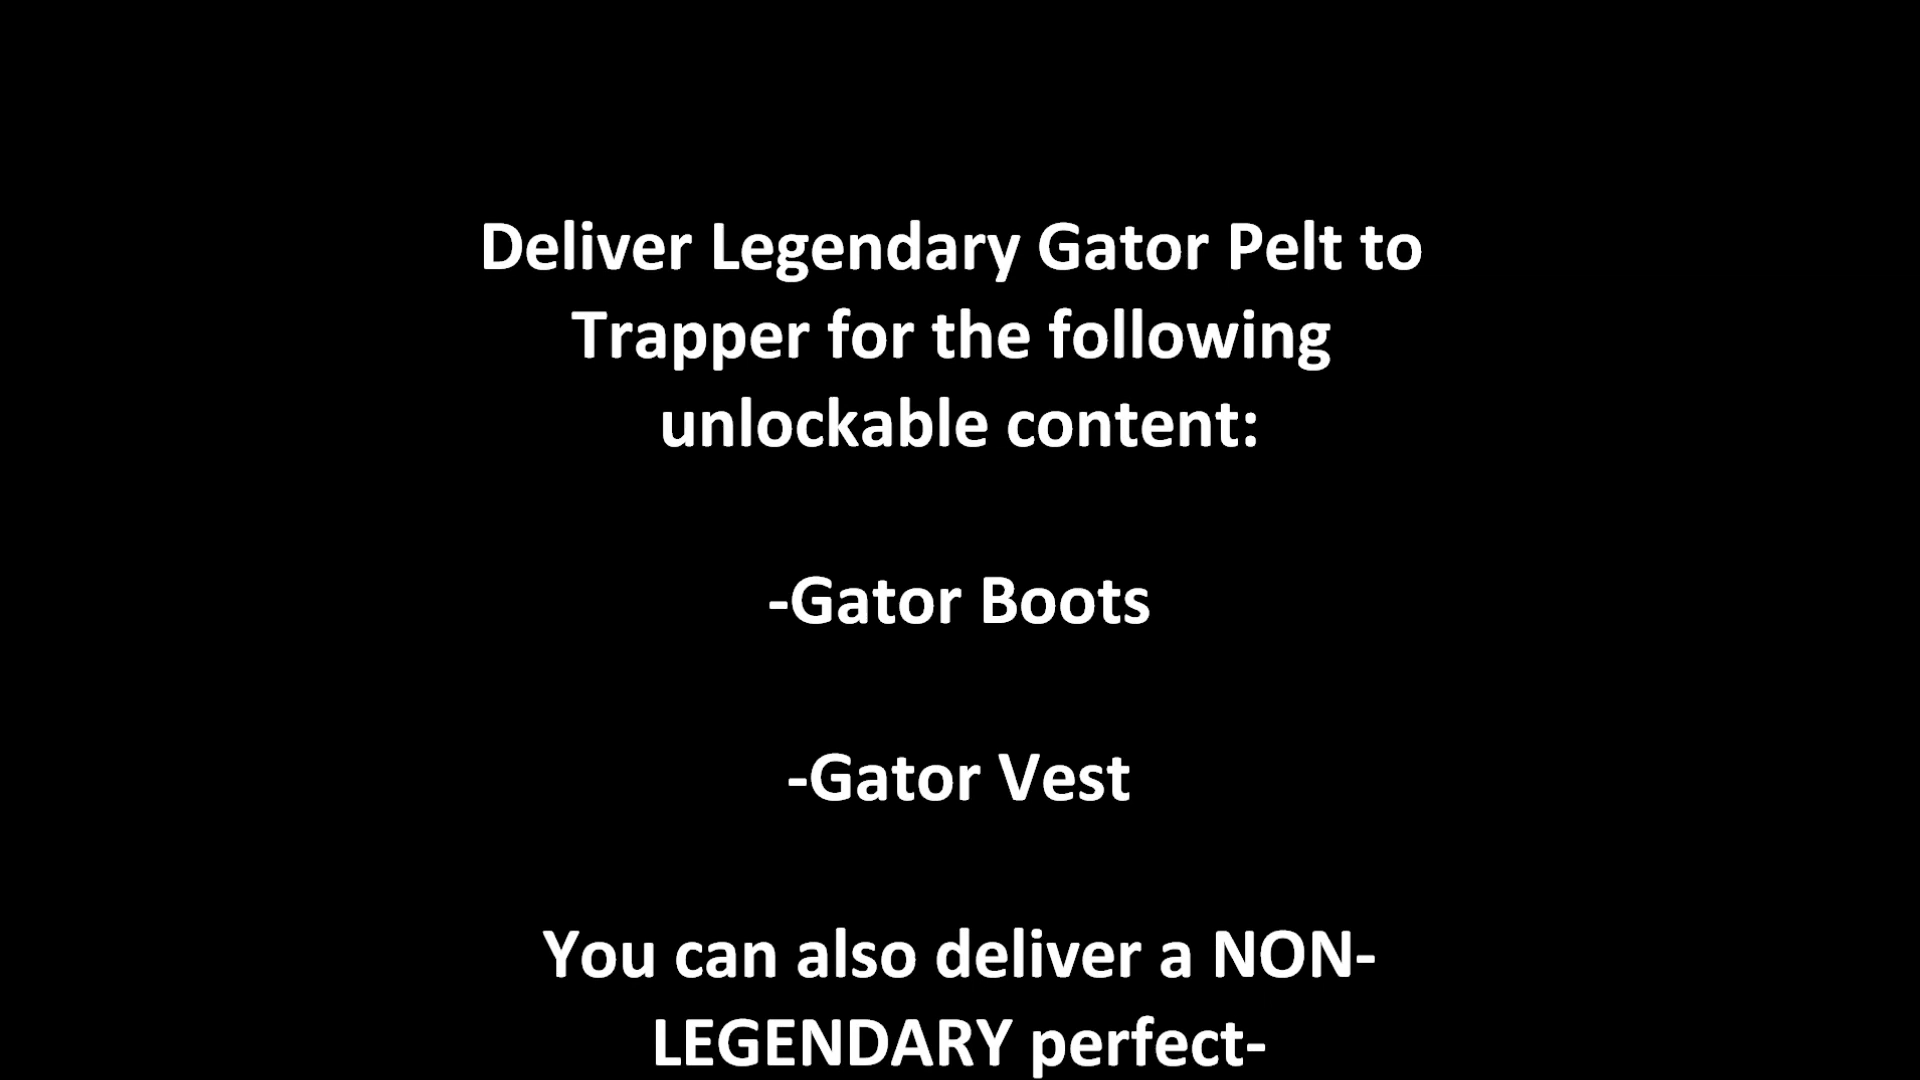 Deliver Legendary Gator Pelt to
Trapper for the following
unlockable content:
-Gator Boots
-Gator Vest
You can also deliver a NON-
LEGENDARY perfect-